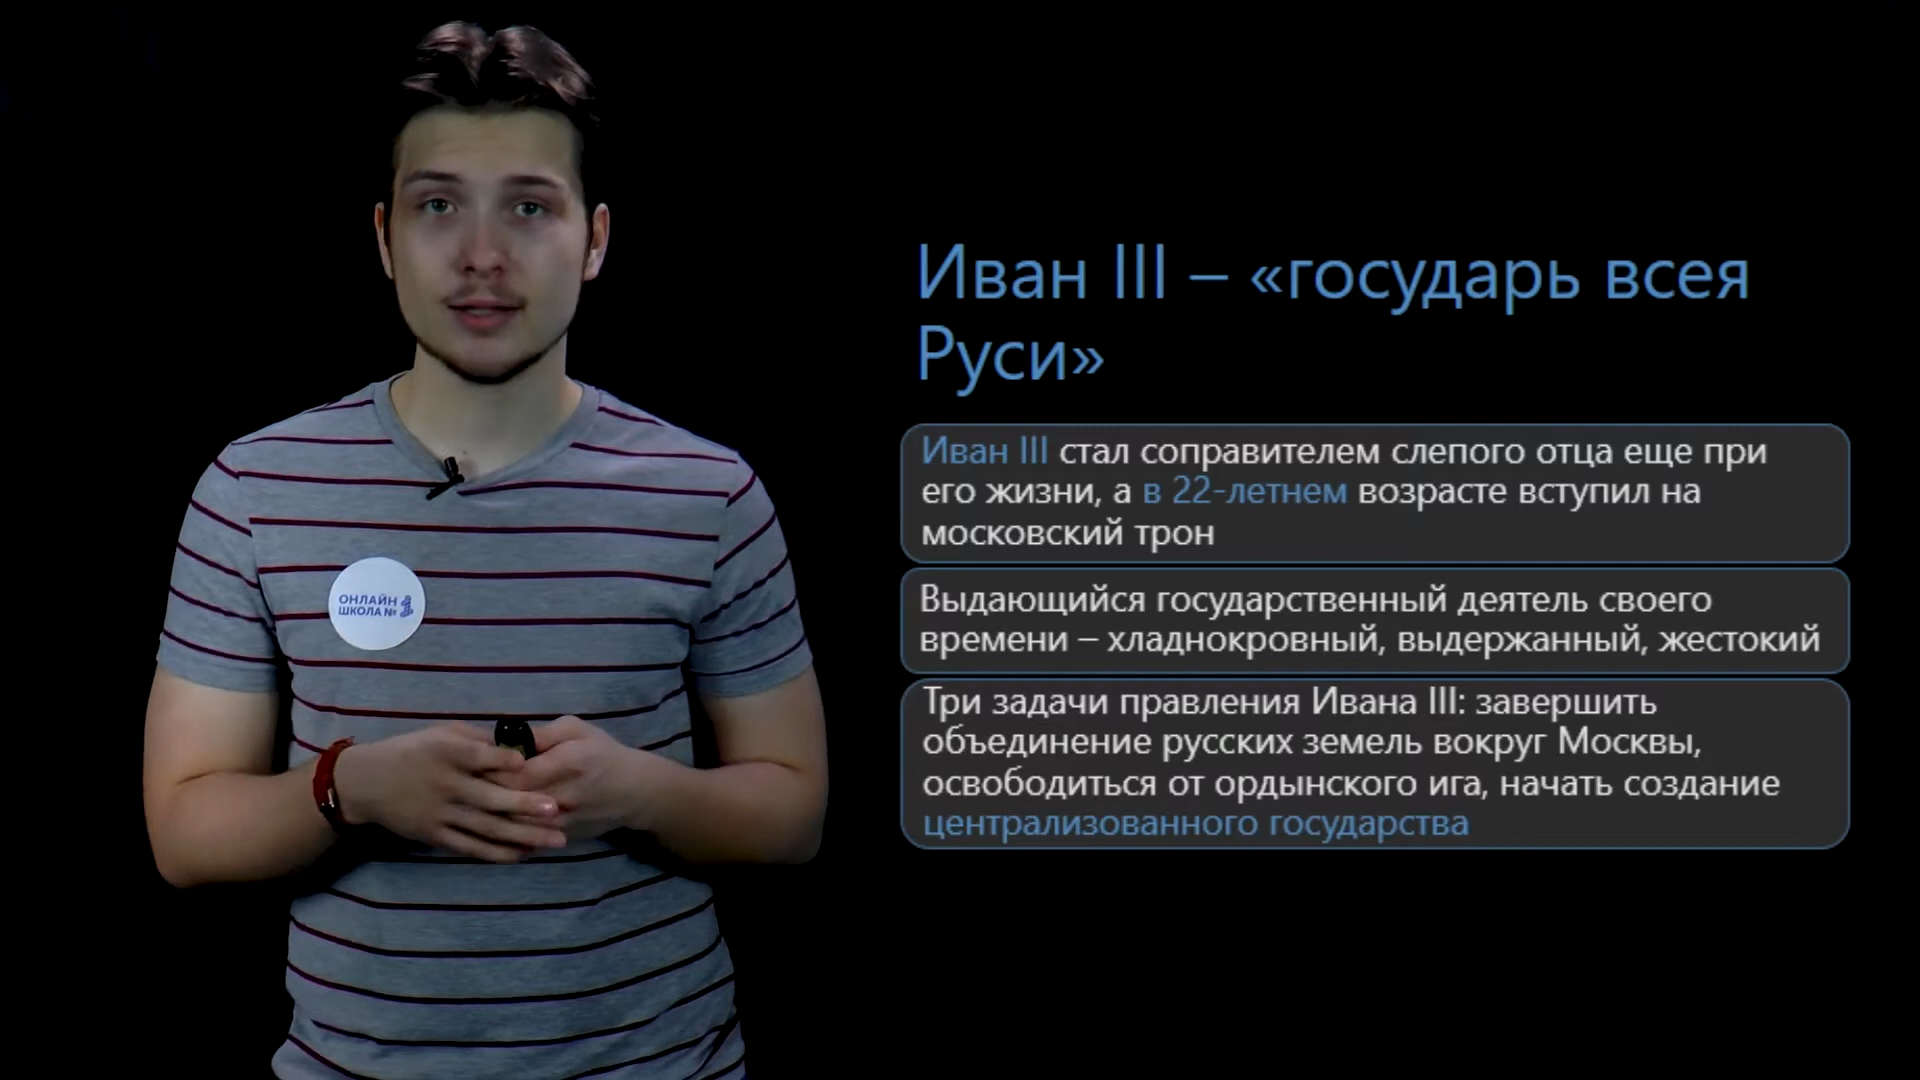 Иван III – «государь всея
Руси»
Иван III стал соправителем слепого отца еще при
его жизни, а в 22-летнем возрасте вступил на
московский трон
Выдающийся государственный деятель своего
времени – хладнокровный, выдержанный, жестокий
Три задачи правления Ивана III: завершить
объединение русских земель вокруг Москвы,
освободиться от ордынского ига, начать создание
централизованного государства
ОНЛАЙН
ШКОЛА № 1